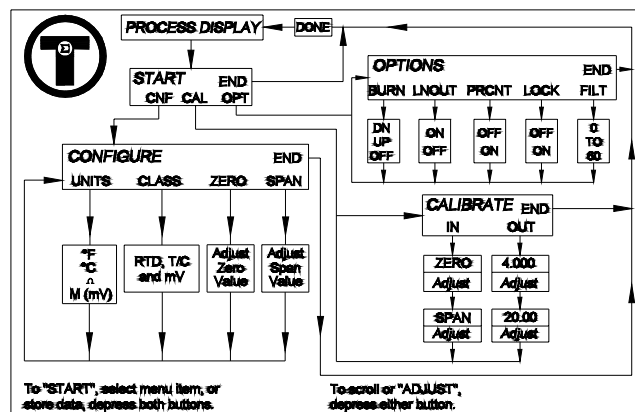 PROCESS DISPLAY
DONE
START
END
CNF CAL OPT
OPTIONS
END
BURN LNOUT PRCNT LOCK FILT
DN
UP
OFF
ON
OFF
OFF
ON
OFF
ON
0
TO
60
CONFIGURE
END
UNITS CLASS ZERO SPAN
°F
°C
Ω
M (mV)
RTD, T/C
and mV
Adjust
Zero
Value
Adjust
Span
Value
CALIBRATE
END
IN OUT
ZERO
Adjust
4.000
Adjust
SPAN
Adjust
20.00
Adjust
To "START", select menu item, or
store data, depress both buttons.
To scroll or "ADJUST",
depress either button.